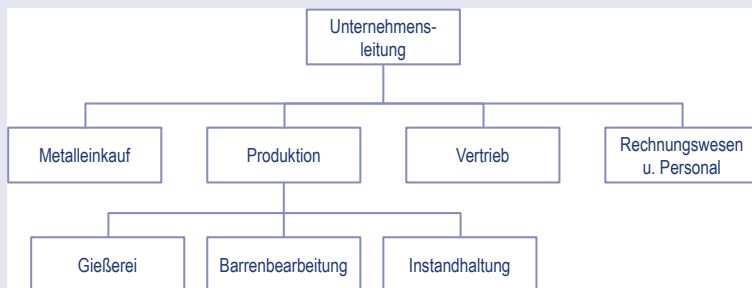 Unternehmens-
leitung
Metalleinkauf
Produktion
Vertrieb
Rechnungswesen
u. Personal
Gießerei
Barrenbearbeitung
Instandhaltung